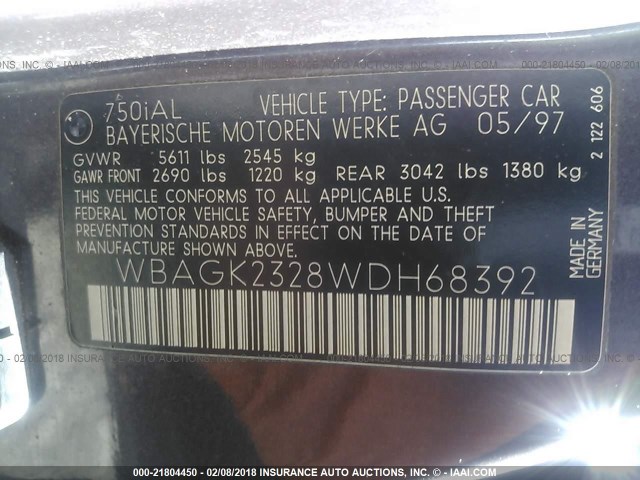 750iAL VEHICLE TYPE: PASSENGER CAR
BAYERISCHE MOTOREN WERKE AG 05/97
GVWR 5611 lbs 2545 kg
GAWR FRONT 2690 lbs 1220 kg REAR 3042 lbs 1380 kg
THIS VEHICLE CONFORMS TO ALL APPLICABLE U.S.
FEDERAL MOTOR VEHICLE SAFETY, BUMPER AND THEFT
PREVENTION STANDARDS IN EFFECT ON THE DATE OF
MANUFACTURE SHOWN ABOVE.
WBAGK2328WDH68392
2 122 606
000-21804450 - 02/08/2018 INSURANCE AUTO AUCTIONS, INC. - © IAAI.COM